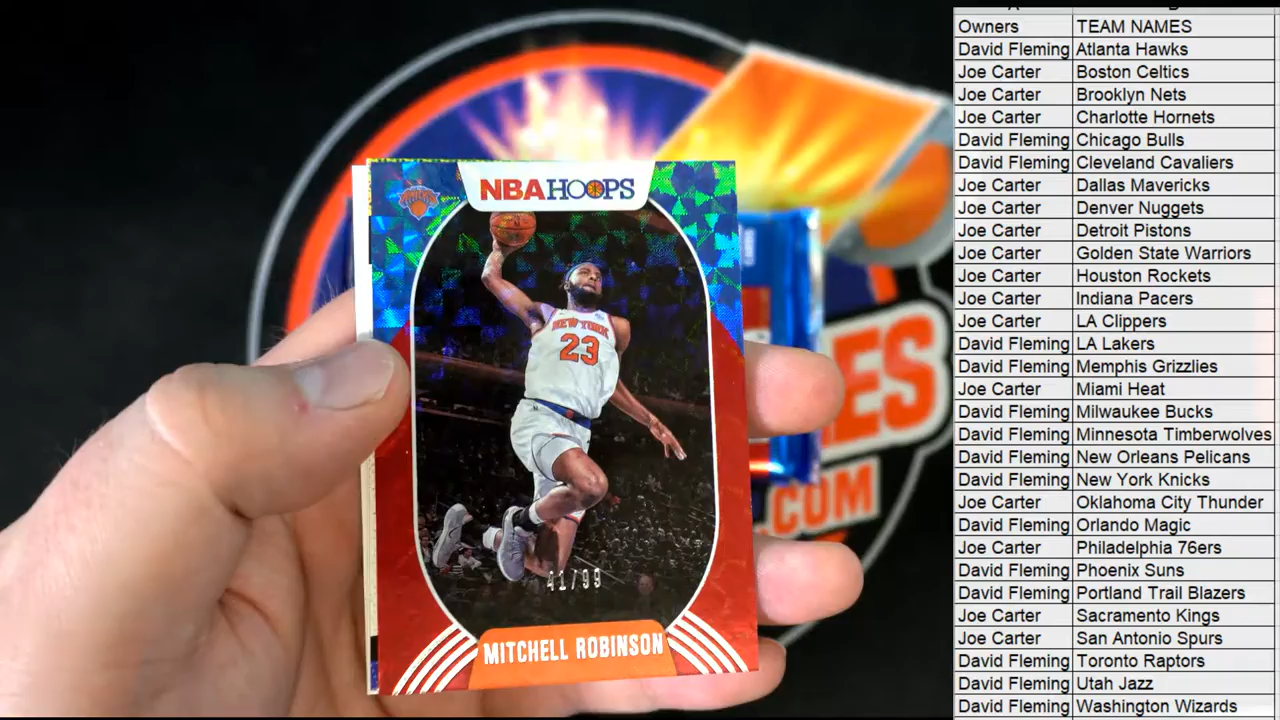 Owners TEAM NAMES
David Fleming Atlanta Hawks
Joe Carter Boston Celtics
Joe Carter Brooklyn Nets
Joe Carter Charlotte Hornets
David Fleming Chicago Bulls
David Fleming Cleveland Cavaliers
Joe Carter Dallas Mavericks
Joe Carter Denver Nuggets
Joe Carter Detroit Pistons
Joe Carter Golden State Warriors
Joe Carter Houston Rockets
Joe Carter Indiana Pacers
Joe Carter LA Clippers
David Fleming LA Lakers
David Fleming Memphis Grizzlies
Joe Carter Miami Heat
David Fleming Milwaukee Bucks
David Fleming Minnesota Timberwolves
David Fleming New Orleans Pelicans
David Fleming New York Knicks
Joe Carter Oklahoma City Thunder
David Fleming Orlando Magic
Joe Carter Philadelphia 76ers
David Fleming Phoenix Suns
David Fleming Portland Trail Blazers
Joe Carter Sacramento Kings
Joe Carter San Antonio Spurs
David Fleming Toronto Raptors
David Fleming Utah Jazz
David Fleming Washington Wizards
NBA HOOPS
NEW YORK
23
41/99
MITCHELL ROBINSON
.COM